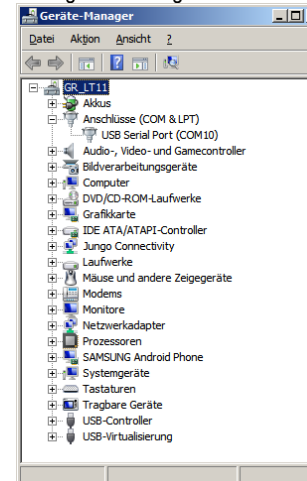 Geräte-Manager
Datei Aktion Ansicht ?
GR_LT11
Akkus
Anschlüsse (COM & LPT)
USB Serial Port (COM10)
Audio-, Video- und Gamecontroller
Bildverarbeitungsgeräte
Computer
DVD/CD-ROM-Laufwerke
Grafikkarte
IDE ATA/ATAPI-Controller
Jungo Connectivity
Laufwerke
Mäuse und andere Zeigegeräte
Modems
Monitore
Netzwerkadapter
Prozessoren
SAMSUNG Android Phone
Systemgeräte
Tastaturen
Tragbare Geräte
USB-Controller
USB-Virtualisierung